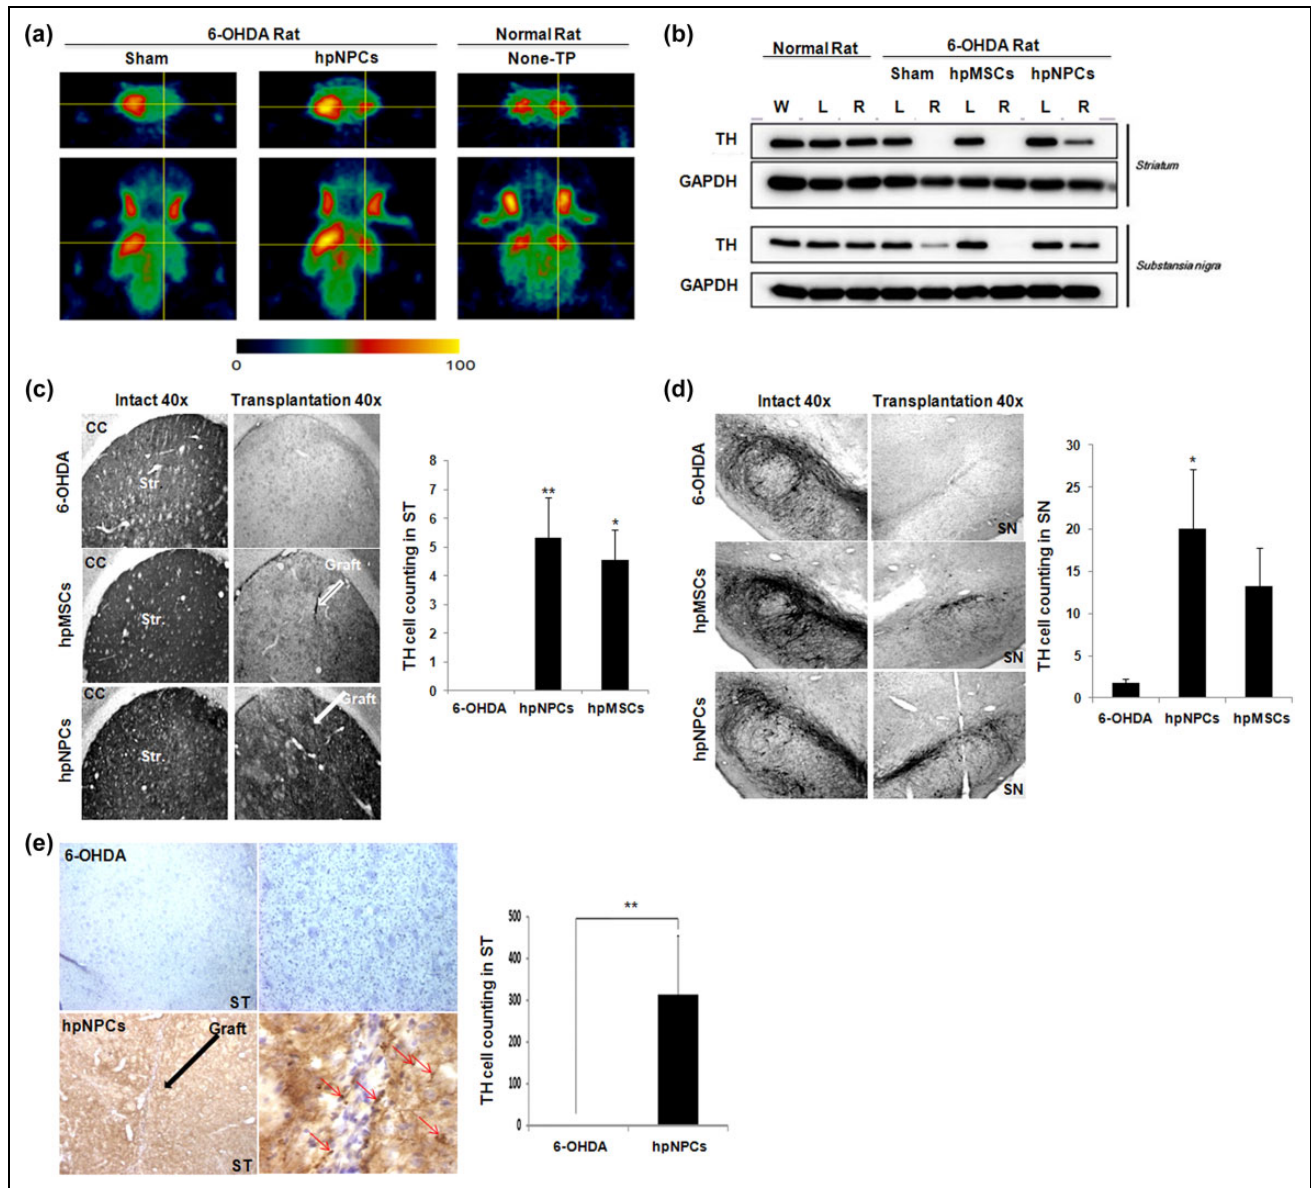 (a)
6-OHDA Rat Normal Rat
Sham hpNPCs None-TP
0 100
(b)
Normal Rat 6-OHDA Rat
Sham hpMSCs hpNPCs
W L R L R L R L R
TH
GAPDH
Striatum
TH
GAPDH
Substansia nigra
(c)
Intact 40x Transplantation 40x
6-OHDA
CC
Str.
hpMSCs
CC
Str.
Graft
hpNPCs
CC
Str.
Graft
TH cell counting in ST
8
7
6
5
4
3
2
1
0
**
*
6-OHDA hpNPCs hpMSCs
(d)
Intact 40x Transplantation 40x
6-OHDA
SN
hpMSCs
SN
hpNPCs
SN
TH cell counting in SN
30
25
20
15
10
5
0
*
6-OHDA hpNPCs hpMSCs
(e)
6-OHDA
ST
hpNPCs
Graft
ST
TH cell counting in ST
500
400
300
200
100
0
**
6-OHDA hpNPCs